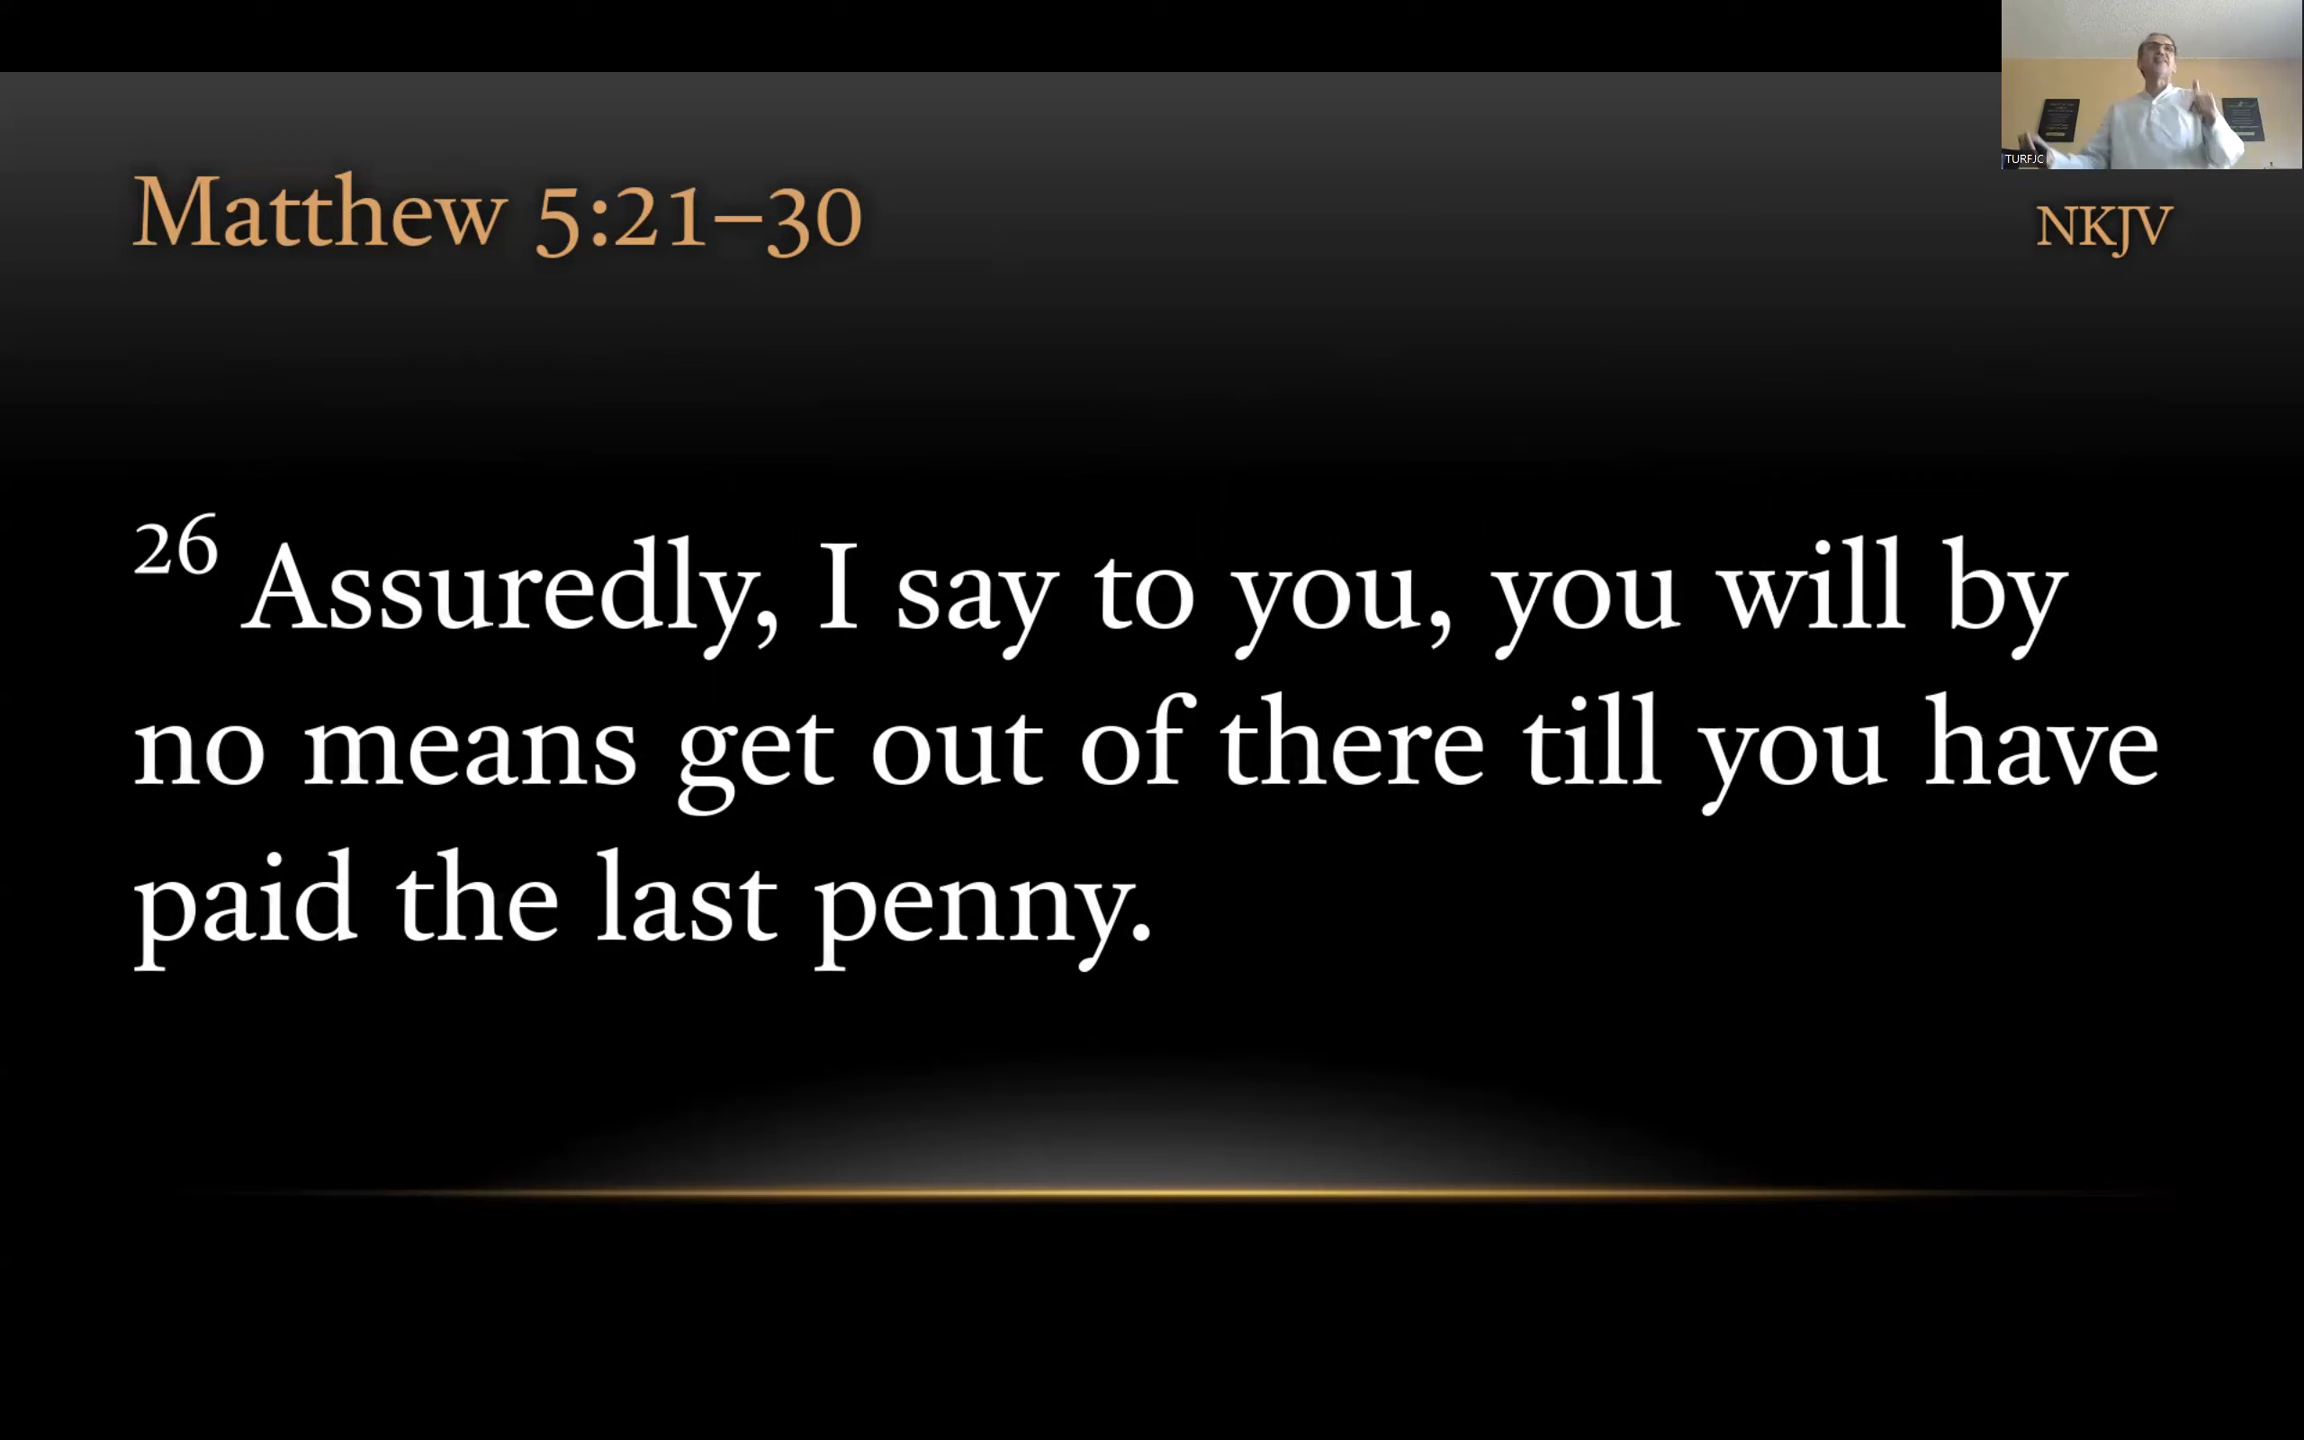 TURFJC
Matthew 5:21–30
NKJV
26 Assuredly, I say to you, you will by
no means get out of there till you have
paid the last penny.